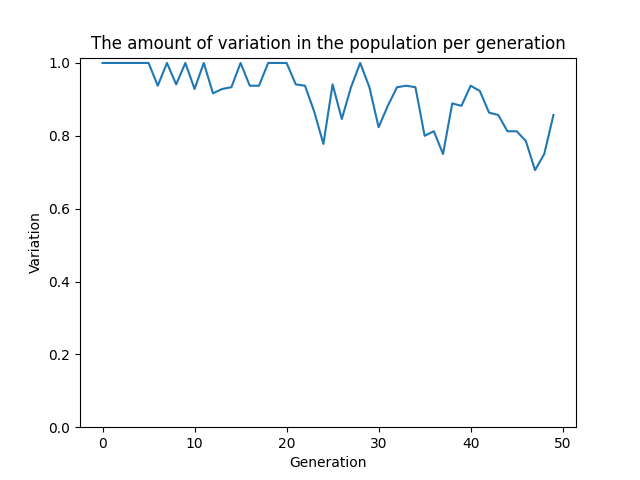 The amount of variation in the population per generation
1.0
0.8
0.6
0.4
0.2
0.0
Variation
0 10 20 30 40 50
Generation